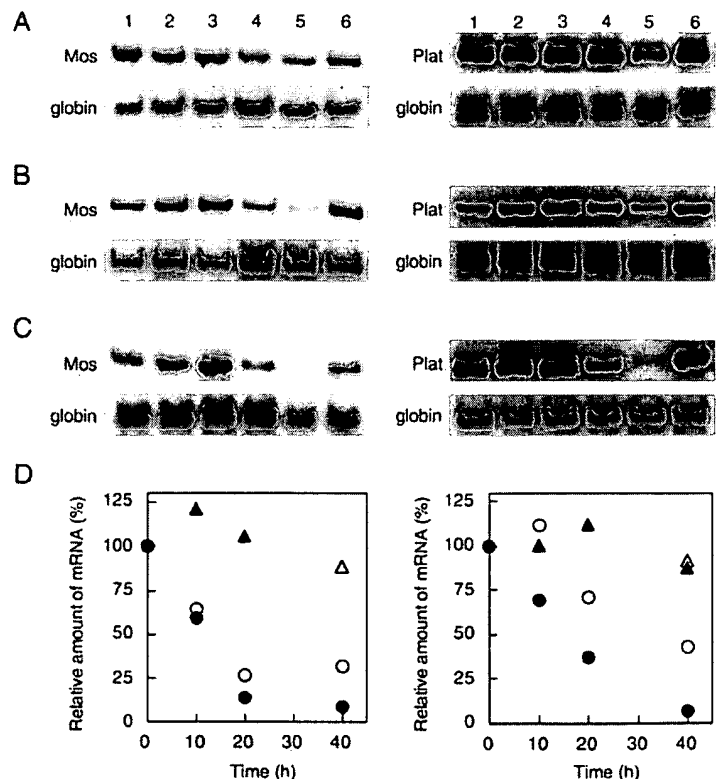 A
1 2 3 4 5 6
1 2 3 4 5 6
Mos
Plat
globin
globin
B
Mos
Plat
globin
globin
C
Mos
Plat
globin
globin
D
Relative amount of mRNA (%)
125
100
75
50
25
0
0 10 20 30 40
Time (h)
Relative amount of mRNA (%)
125
100
75
50
25
0
0 10 20 30 40
Time (h)